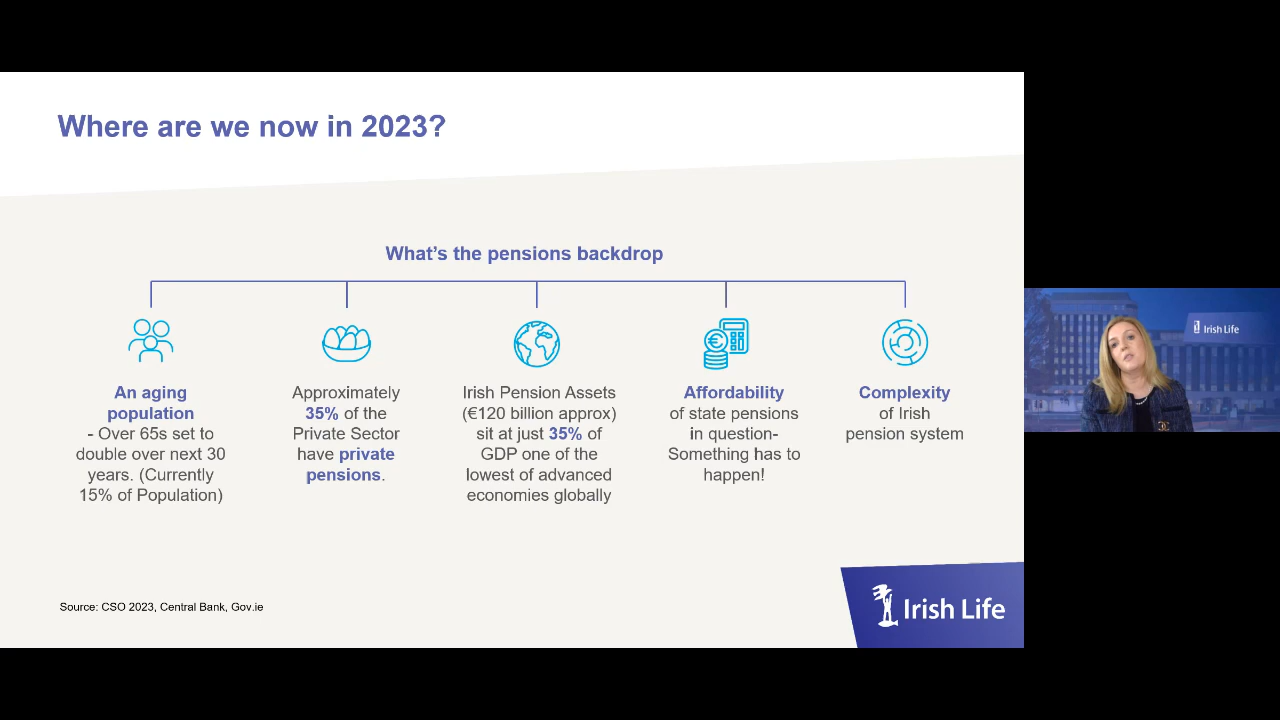 Where are we now in 2023?
What's the pensions backdrop
An aging
population
- Over 65s set to
double over next 30
years. (Currently
15% of Population)
Approximately
35% of the
Private Sector
have private
pensions.
Irish Pension Assets
(€120 billion approx)
sit at just 35% of
GDP one of the
lowest of advanced
economies globally
Affordability
of state pensions
in question-
Something has to
happen!
Complexity
of Irish
pension system
Source: CSO 2023, Central Bank, Gov.ie
Irish Life
Irish Life